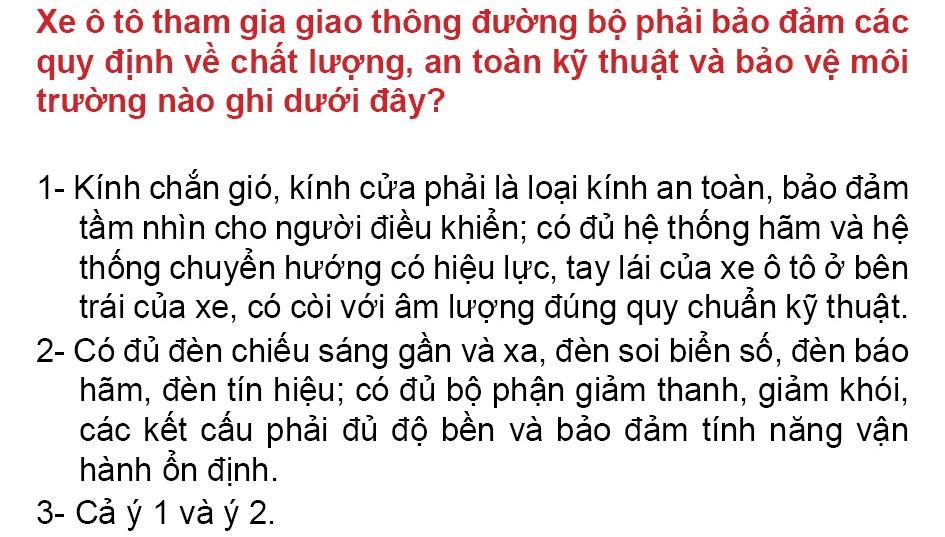 Xe ô tô tham gia giao thông đường bộ phải bảo đảm các
quy định về chất lượng, an toàn kỹ thuật và bảo vệ môi
trường nào ghi dưới đây?
1- Kính chắn gió, kính cửa phải là loại kính an toàn, bảo đảm
tầm nhìn cho người điều khiển; có đủ hệ thống hãm và hệ
thống chuyển hướng có hiệu lực, tay lái của xe ô tô ở bên
trái của xe, có còi với âm lượng đúng quy chuẩn kỹ thuật.
2- Có đủ đèn chiếu sáng gần và xa, đèn soi biển số, đèn báo
hãm, đèn tín hiệu; có đủ bộ phận giảm thanh, giảm khói,
các kết cấu phải đủ độ bền và bảo đảm tính năng vận
hành ổn định.
3- Cả ý 1 và ý 2.